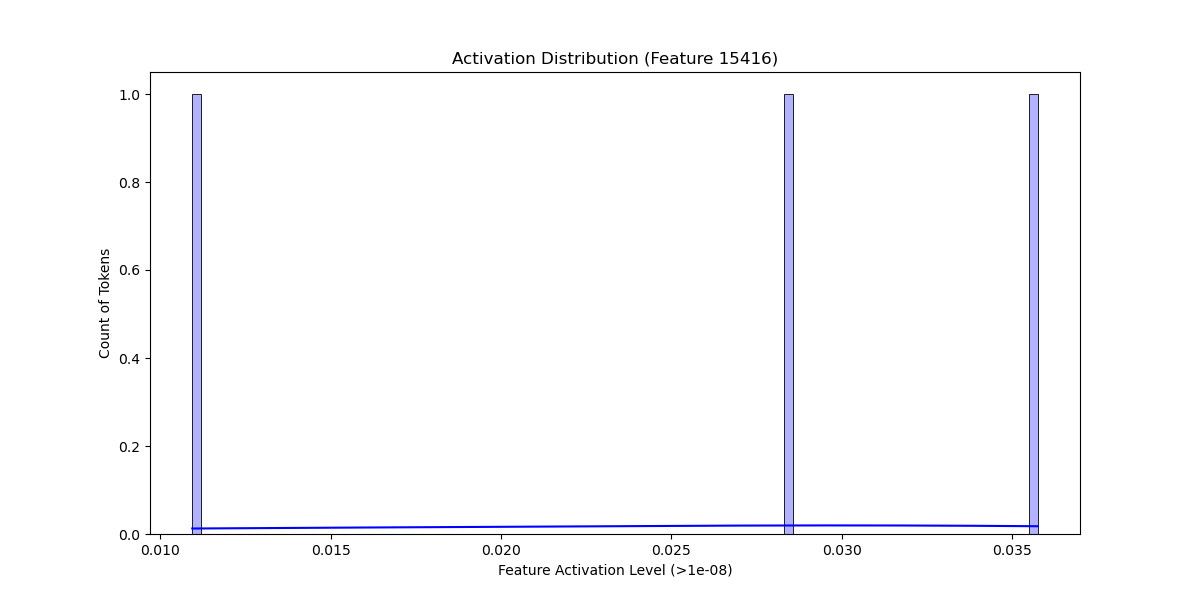 Activation Distribution (Feature 15416)
Count of Tokens
1.0
0.8
0.6
0.4
0.2
0.0
0.010 0.015 0.020 0.025 0.030 0.035
Feature Activation Level (>1e-08)